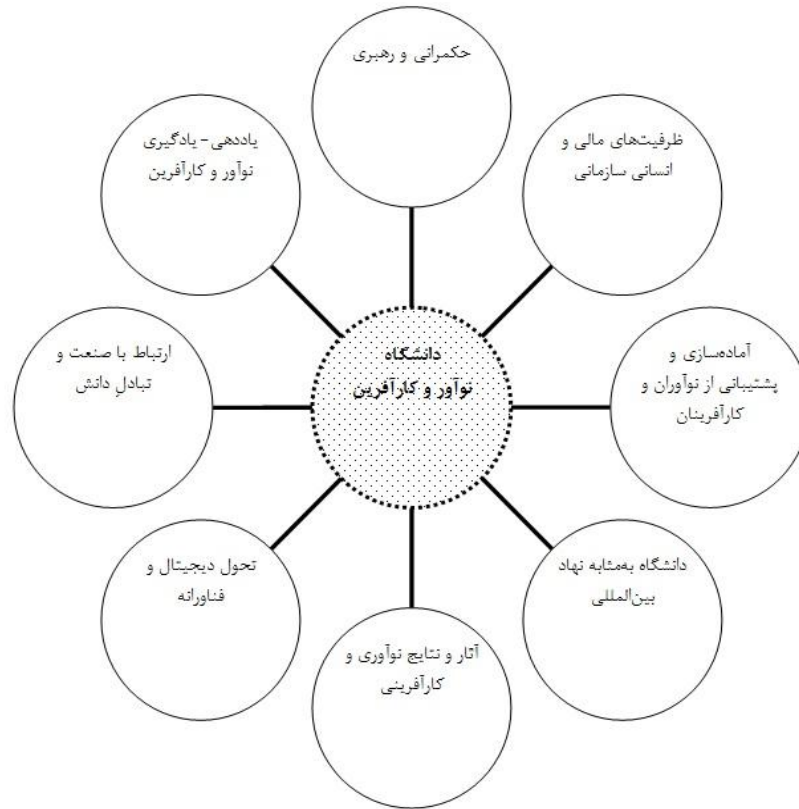 حکمرانی و رهبری
ظرفیت‌های مالی و
انسانی سازمانی
یاددهی - یادگیری
نوآور و کارآفرین
دانشگاه
نوآور و کارآفرین
آماده‌سازی و
پشتیبانی از نوآوران و
کارآفرینان
ارتباط با صنعت و
تبادلِ دانش
دانشگاه به‌مثابه نهاد
بین‌المللی
تحول دیجیتال و
فناورانه
آثار و نتایج نوآوری و
کارآفرینی